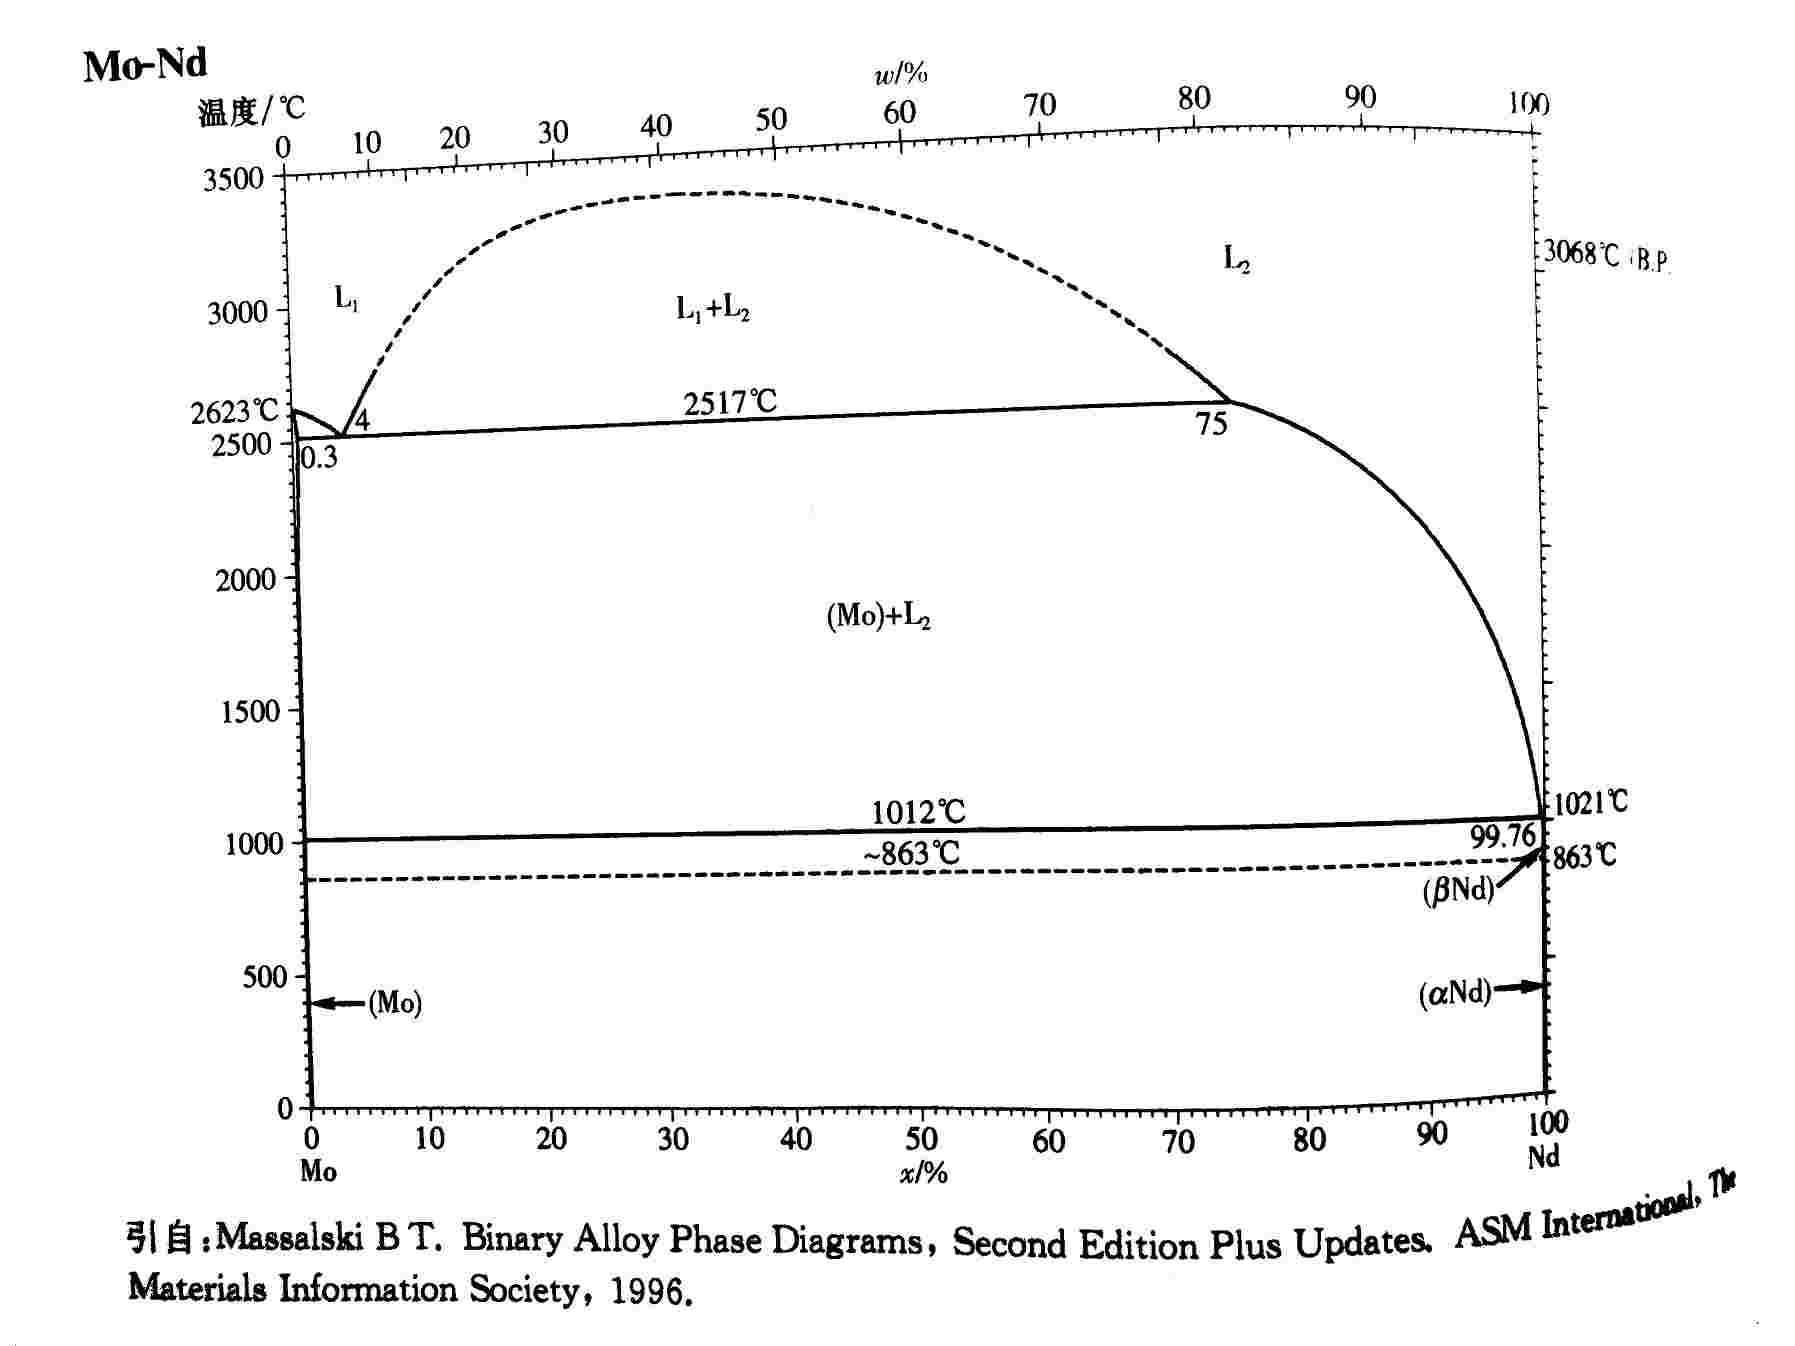 Mo-Nd
w/%
温度/℃
0 10 20 30 40 50 60 70 80 90 100
3500
L₂
3068℃ (B.P.
L₁
3000
L₁+L₂
2623℃
4
2517℃
75
2500
0.3
2000
(Mo)+L₂
1500
1012℃
1021℃
1000
99.76
~863℃
863℃
(βNd)
500
(Mo)
(αNd)
0
0 10 20 30 40 50 60 70 80 90 100
Mo
x/%
Nd
引自:Massalski B T. Binary Alloy Phase Diagrams, Second Edition Plus Updates. ASM International, The
Materials Information Society, 1996.